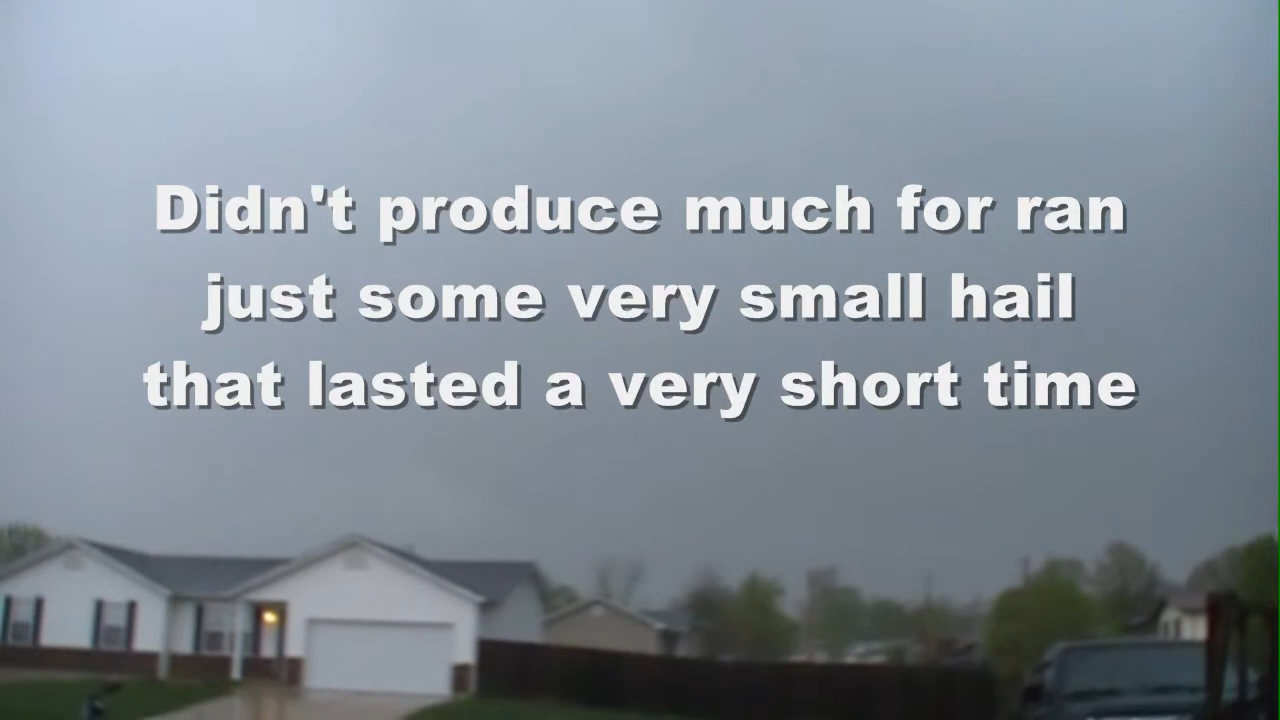 Didn't produce much for ran
just some very small hail
that lasted a very short time